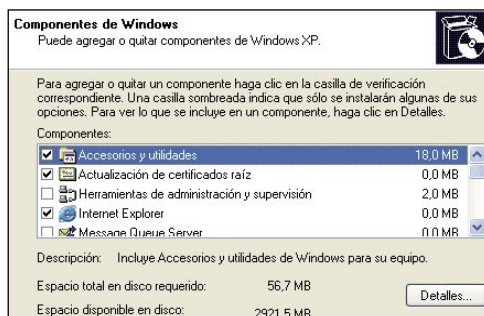 Componentes de Windows
Puede agregar o quitar componentes de Windows XP.
Para agregar o quitar un componente haga clic en la casilla de verificación
correspondiente. Una casilla sombreada indica que sólo se instalarán algunas de sus
opciones. Para ver lo que se incluye en un componente, haga clic en Detalles.
Componentes:
Accesorios y utilidades 18,0 MB
Actualización de certificados raíz 0,0 MB
Herramientas de administración y supervisión 2,0 MB
Internet Explorer 0,0 MB
Message Queue Server 0,0 MB
Descripción: Incluye Accesorios y utilidades de Windows para su equipo.
Espacio total en disco requerido: 56,7 MB
Detalles...
Espacio disponible en disco: 2921,5 MB